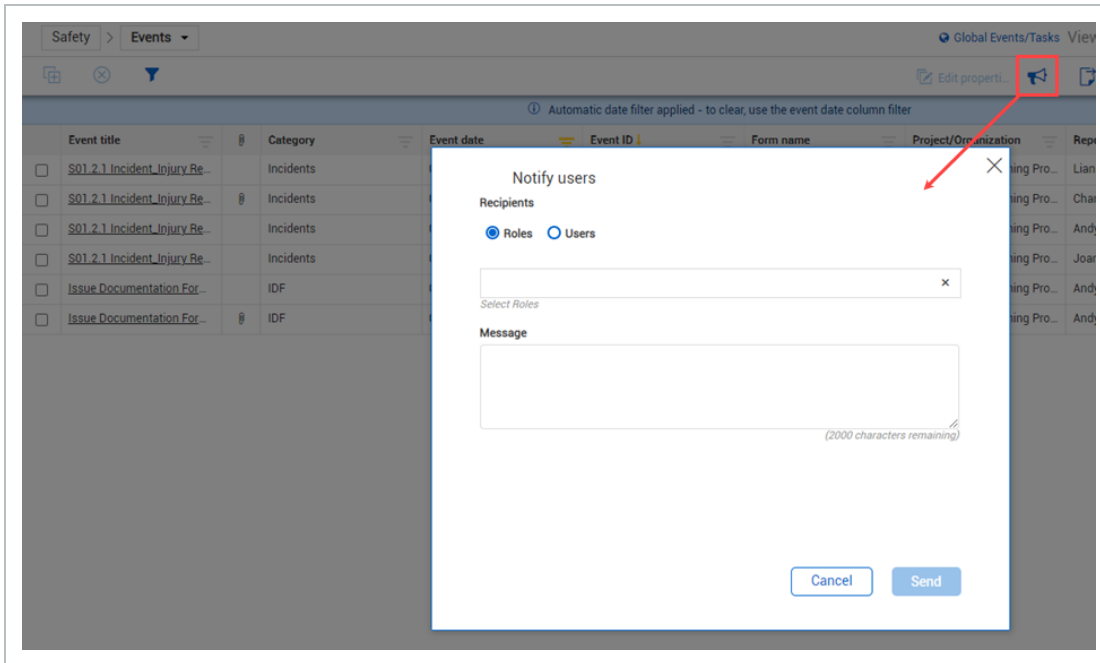 Safety > Events
Global Events/Tasks View
Edit properti...
Automatic date filter applied - to clear, use the event date column filter
Event title Category Event date Event ID Form name Project/Organization Repo
S01.2.1 Incident_Injury Re... Incidents ning Pro... Lian
S01.2.1 Incident_Injury Re... Incidents ning Pro... Char
S01.2.1 Incident_Injury Re... Incidents ning Pro... Andy
S01.2.1 Incident_Injury Re... Incidents ning Pro... Joan
Issue Documentation For... IDF ning Pro... Andy
Issue Documentation For... IDF ning Pro... Andy
Notify users
Recipients
Roles Users
Select Roles
Message
(2000 characters remaining)
Cancel Send